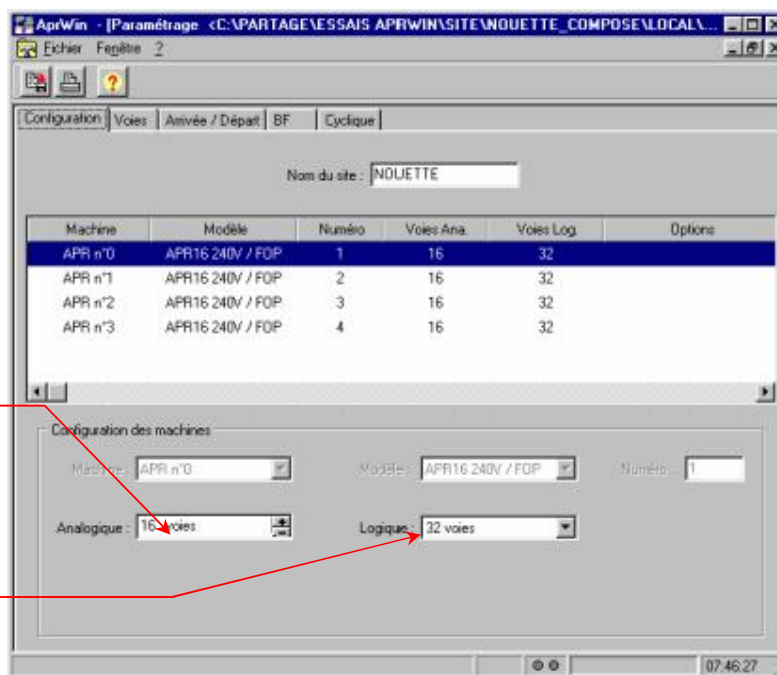 AprWin - [Paramétrage <C:\PARTAGE\ESSAIS APRWIN\SITE\NOUETTE_COMPOSE\LOCAL\...
Fichier Fenêtre ?
Configuration Voies Arrivée / Départ BF Cyclique
Nom du site : NOUETTE
Machine Modèle Numéro Voies Ana. Voies Log. Options
APR n°0 APR16 240V / FOP 1 16 32
APR n°1 APR16 240V / FOP 2 16 32
APR n°2 APR16 240V / FOP 3 16 32
APR n°3 APR16 240V / FOP 4 16 32
Configuration des machines
Machine : APR n°0 Modèle : APR16 240V / FOP Numéro : 1
Analogique : 16 voies Logique : 32 voies
07:46:27